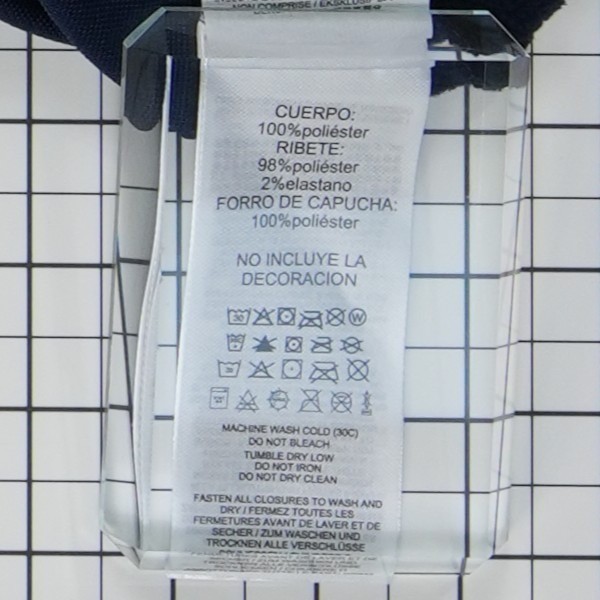 NON COMPRISE / EKSKLUSI
CUERPO:
100%poliéster
RIBETE:
98%poliéster
2%elastano
FORRO DE CAPUCHA:
100%poliéster
NO INCLUYE LA
DECORACION
MACHINE WASH COLD (30C)
DO NOT BLEACH
TUMBLE DRY LOW
DO NOT IRON
DO NOT DRY CLEAN
FASTEN ALL CLOSURES TO WASH AND
DRY / FERMEZ TOUTES LES
FERMETURES AVANT DE LAVER ET DE
SECHER / ZUM WASCHEN UND
TROCKNEN ALLE VERSCHLÜSSE